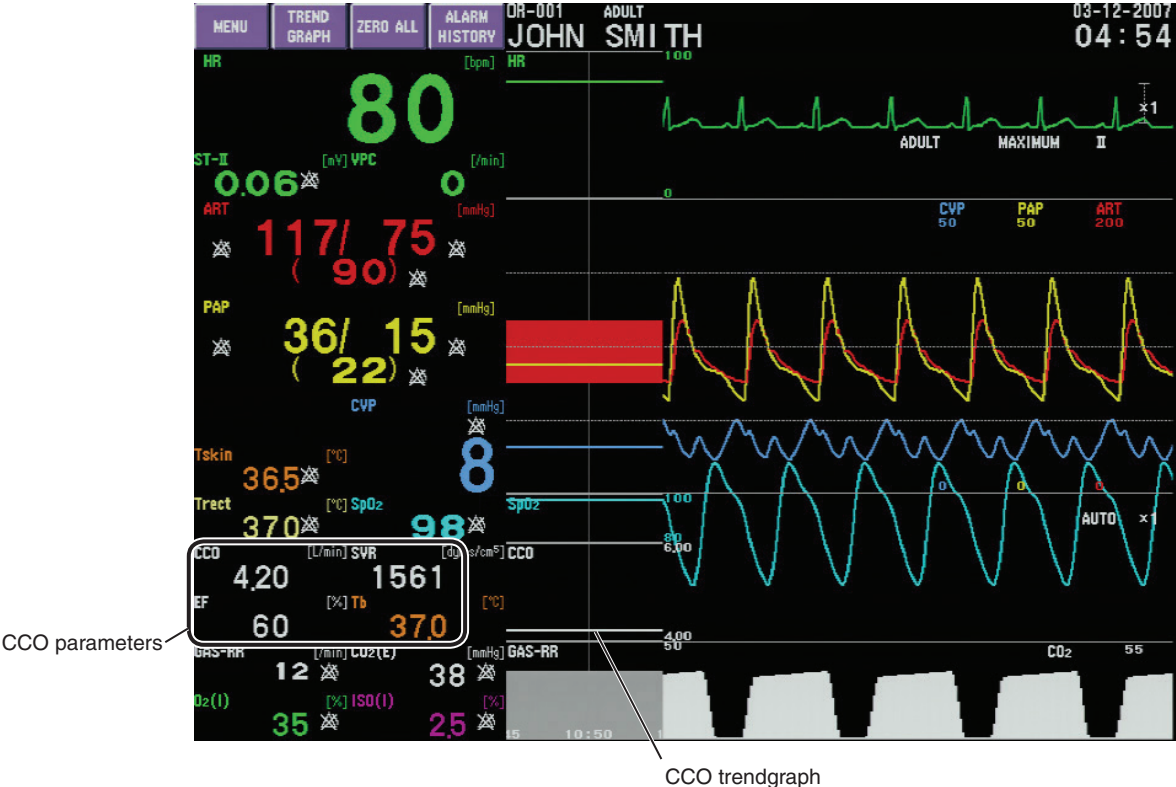 MENU
TREND GRAPH
ZERO ALL
ALARM HISTORY
OR-001 ADULT
JOHN SMITH
03-12-2007
04:54
HR [bpm]
80
ST-II [mV] VPC [/min]
0.06 0
ART [mmHg]
117/ 75
( 90)
PAP [mmHg]
36/ 15
( 22)
CVP [mmHg]
8
Tskin [°C]
36.5
Trect [°C] SpO2
37.0 98
CCO [L/min] SVR
4.20 1561
EF [%] Tb [°C]
60 37.0
GAS-RR [/min] CO2(E) [mmHg]
12 38
O2(I) [%] ISO(I) [%]
35 2.5
HR
100
0
×1
ADULT MAXIMUM II
CVP PAP ART
50 50 200
0 0 0
SpO2
100
80
AUTO ×1
CCO
6.00
4.00
GAS-RR
50
CO2 55
10:50
CCO parameters
CCO trendgraph